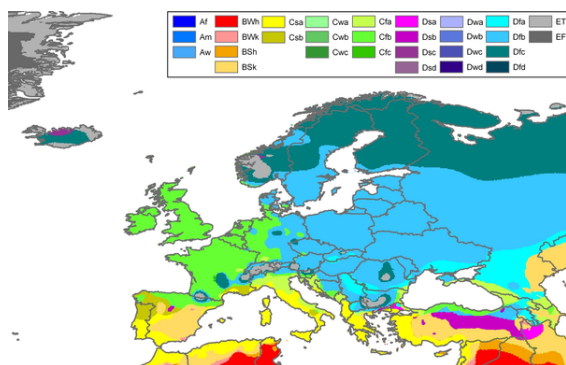 Af BWh Csa Cwa Cfa Dsa Dwa Dfa ET
Am BWk Csb Cwb Cfb Dsb Dwb Dfb EF
Aw BSh Cwc Cfc Dsc Dwc Dfc
BSk Dsd Dwd Dfd